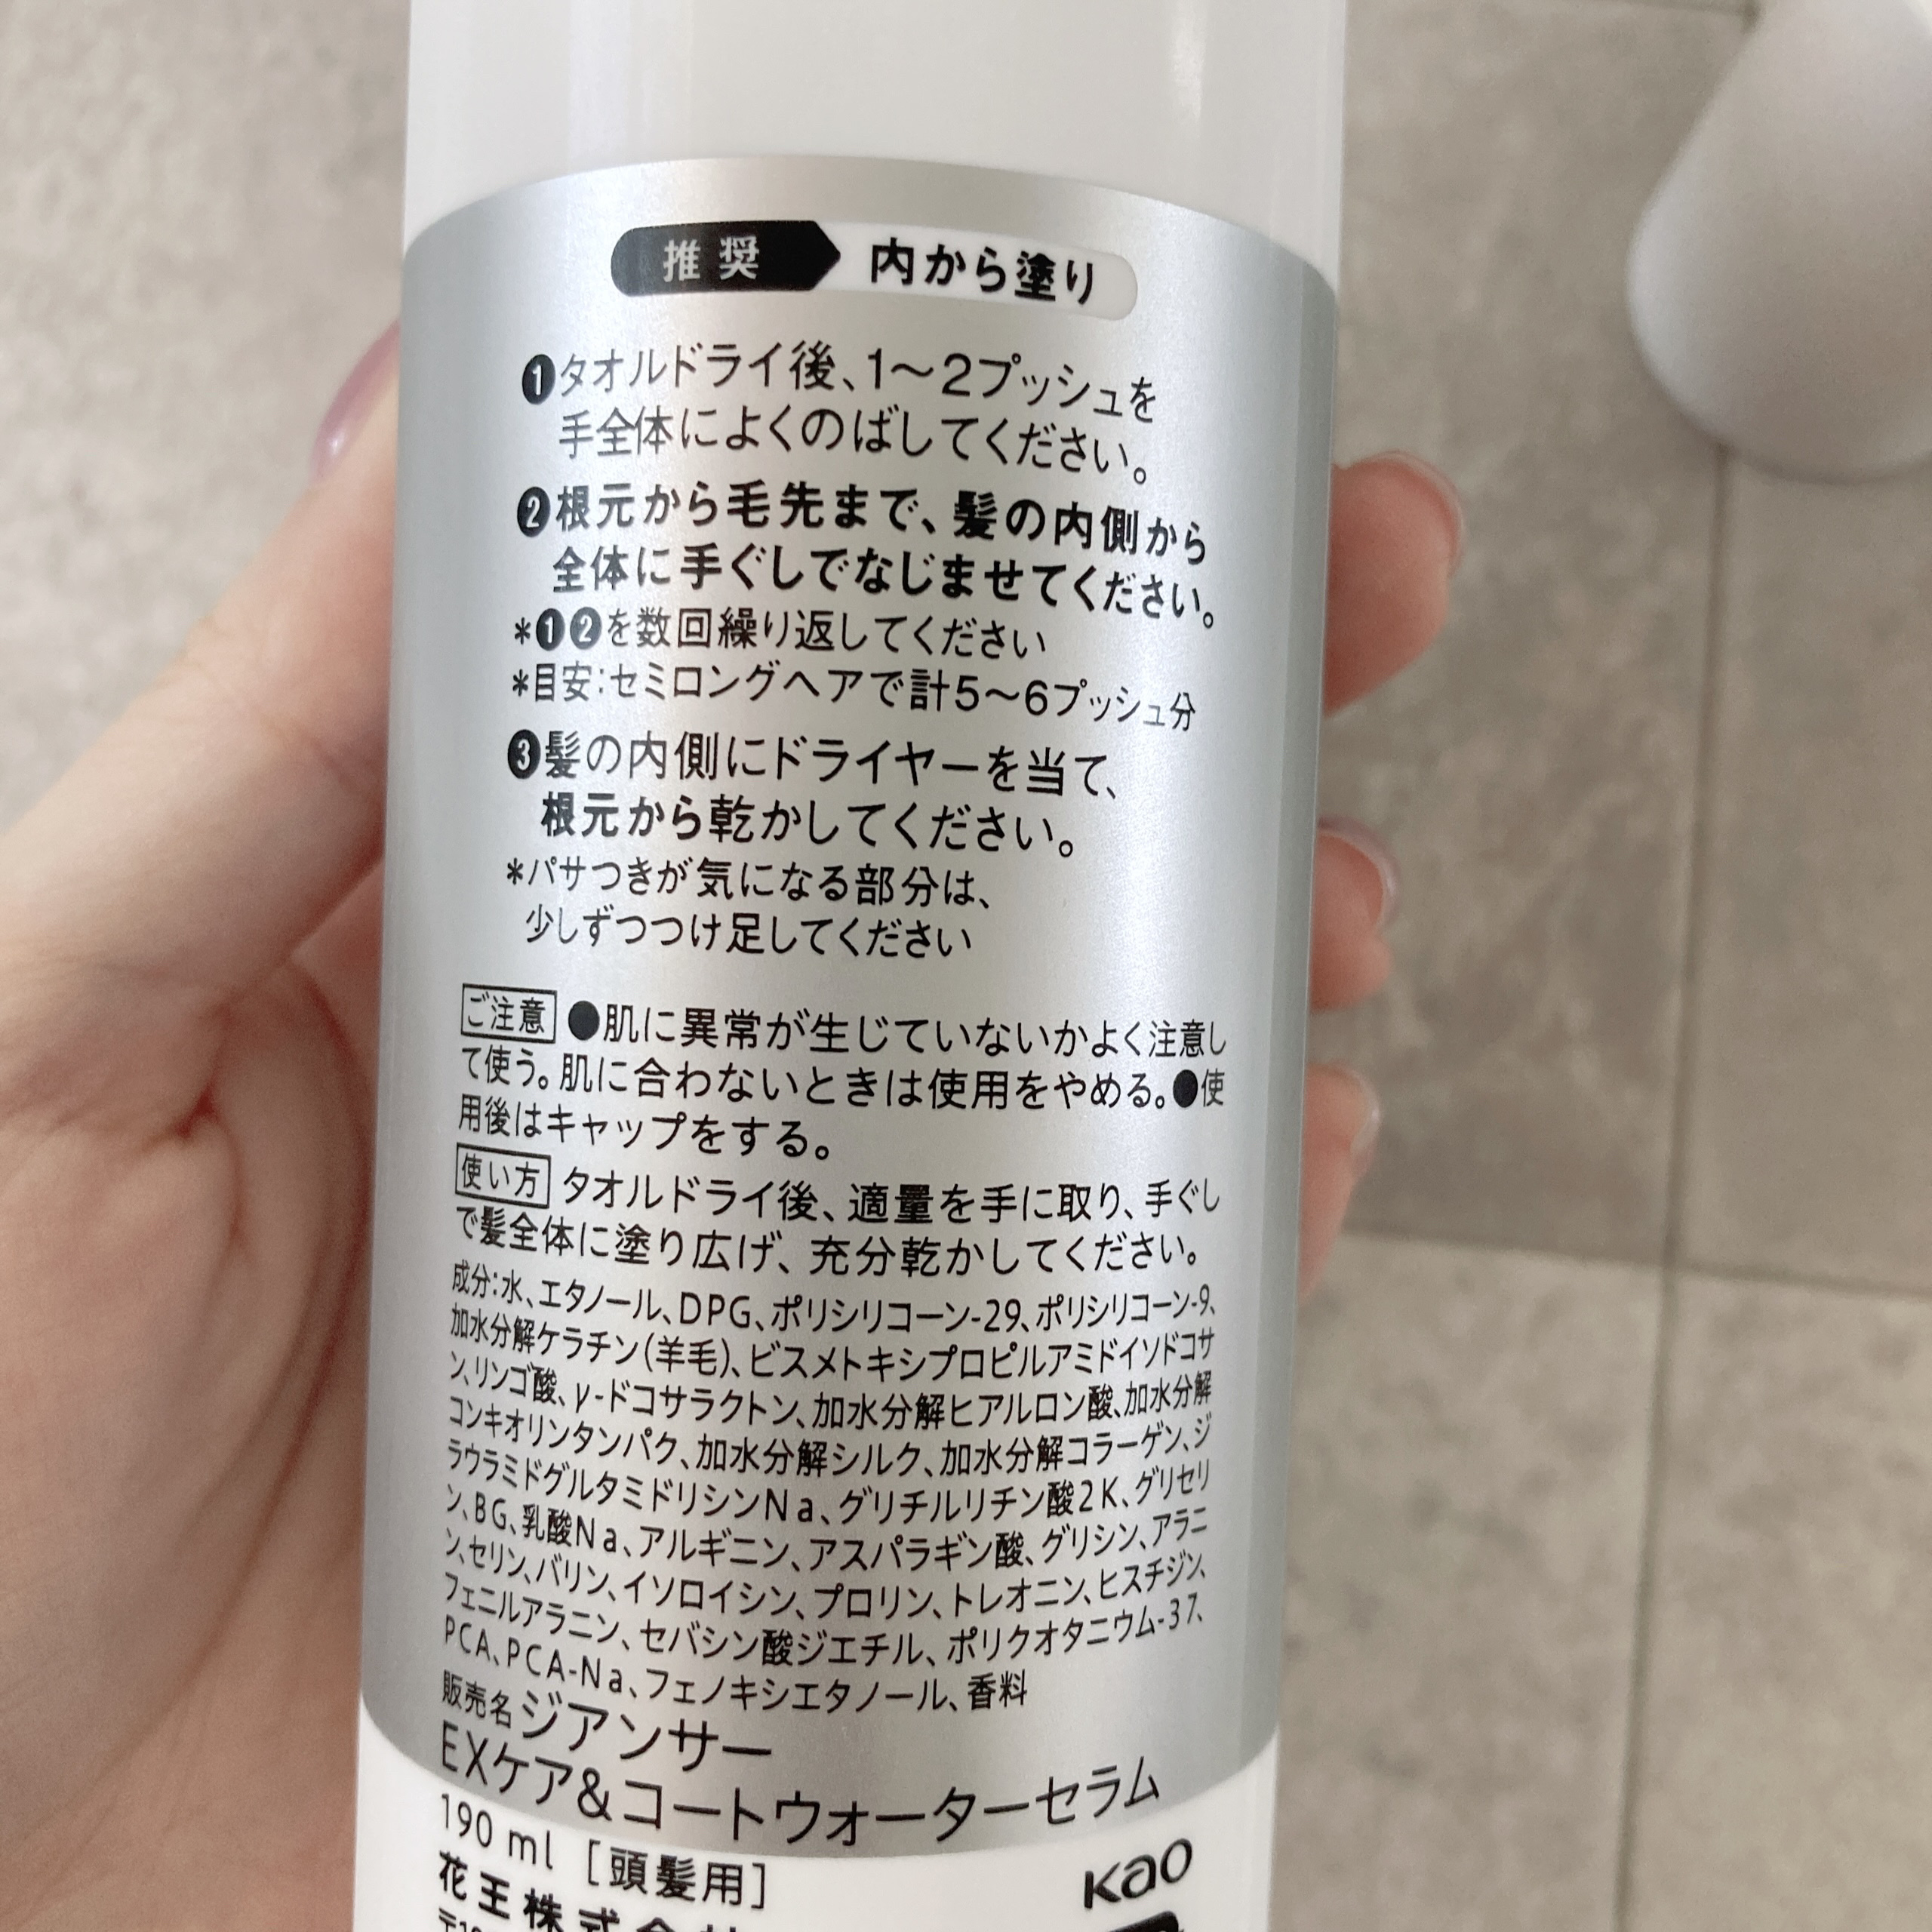 推奨 内から塗り
❶タオルドライ後、1〜2プッシュを
手全体によくのばしてください。
❷根元から毛先まで、髪の内側から
全体に手ぐしでなじませてください。
*❶❷を数回繰り返してください
*目安:セミロングヘアで計5〜6プッシュ分
❸髪の内側にドライヤーを当て、
根元から乾かしてください。
*パサつきが気になる部分は、
少しずつつけ足してください
ご注意 ●肌に異常が生じていないかよく注意し
て使う。肌に合わないときは使用をやめる。●使
用後はキャップをする。
使い方 タオルドライ後、適量を手に取り、手ぐし
で髪全体に塗り広げ、充分乾かしてください。
成分:水、エタノール、DPG、ポリシリコーン-29、ポリシリコーン-9、
加水分解ケラチン(羊毛)、ビスメトキシプロピルアミドイソドコサ
ン、リンゴ酸、γ-ドコサラクトン、加水分解ヒアルロン酸、加水分解
コンキオリンタンパク、加水分解シルク、加水分解コラーゲン、ジ
ラウラミドグルタミドリシンNa、グリチルリチン酸2K、グリセリ
ン、BG、乳酸Na、アルギニン、アスパラギン酸、グリシン、アラニ
ン、セリン、バリン、イソロイシン、プロリン、トレオニン、ヒスチジン、
フェニルアラニン、セバシン酸ジエチル、ポリクオタニウム-37、
PCA、PCA-Na、フェノキシエタノール、香料
販売名 ジアンサー
EXケア&コートウォーターセラム
190 ml [頭髪用]
Kao
花王株式会社